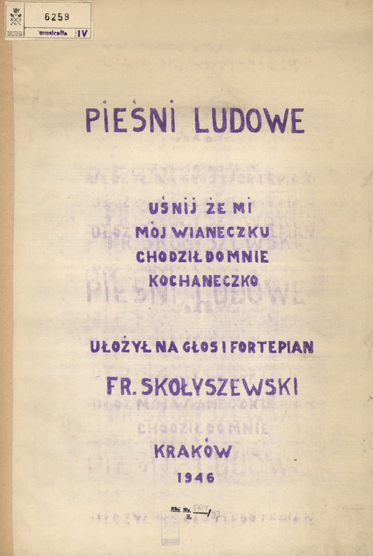 6259
musicalia IV
PIEŚNI LUDOWE
UŚNIJ ŻE MI
MÓJ WIANECZKU
CHODZIŁ DO MNIE
KOCHANECZKO
UŁOŻYŁ NA GŁOS I FORTEPIAN
FR. SKOŁYSZEWSKI
KRAKÓW
1946